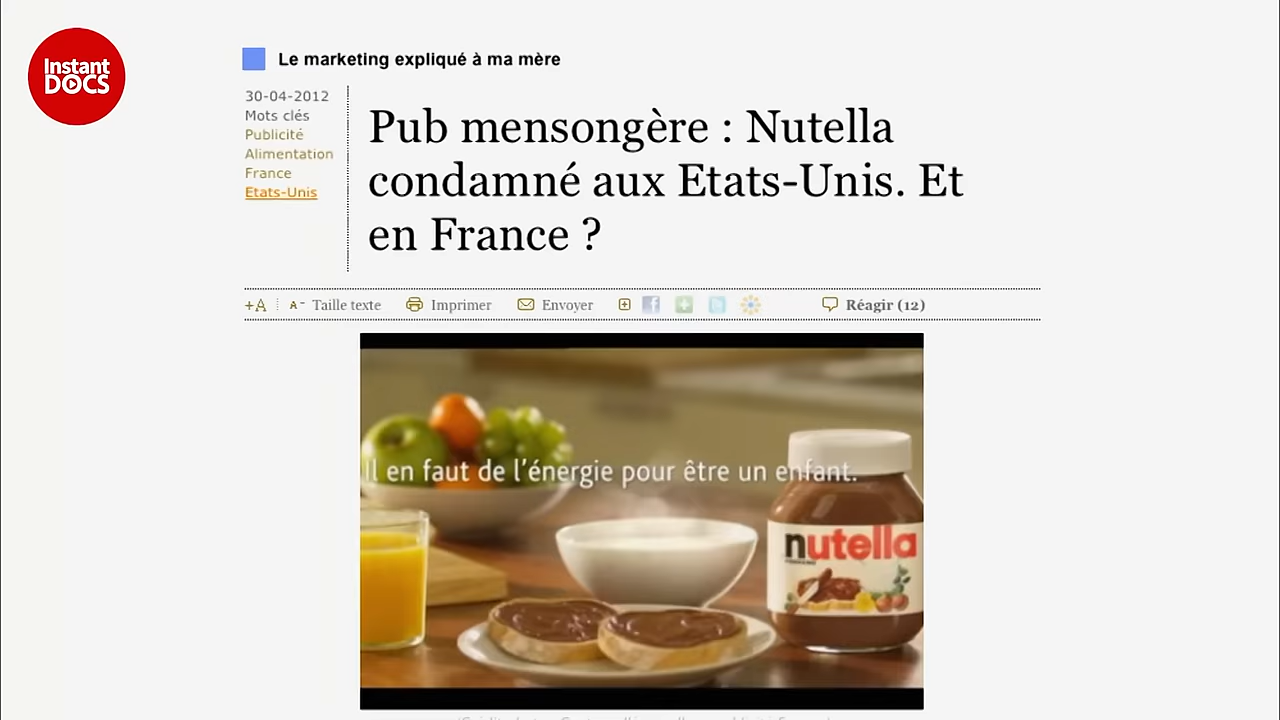 Instant
DOCS
Le marketing expliqué à ma mère
30-04-2012
Mots clés
Publicité
Alimentation
France
Etats-Unis
Pub mensongère : Nutella
condamné aux Etats-Unis. Et
en France ?
+A A- Taille texte Imprimer Envoyer Réagir (12)
Il en faut de l'énergie pour être un enfant.
nutella